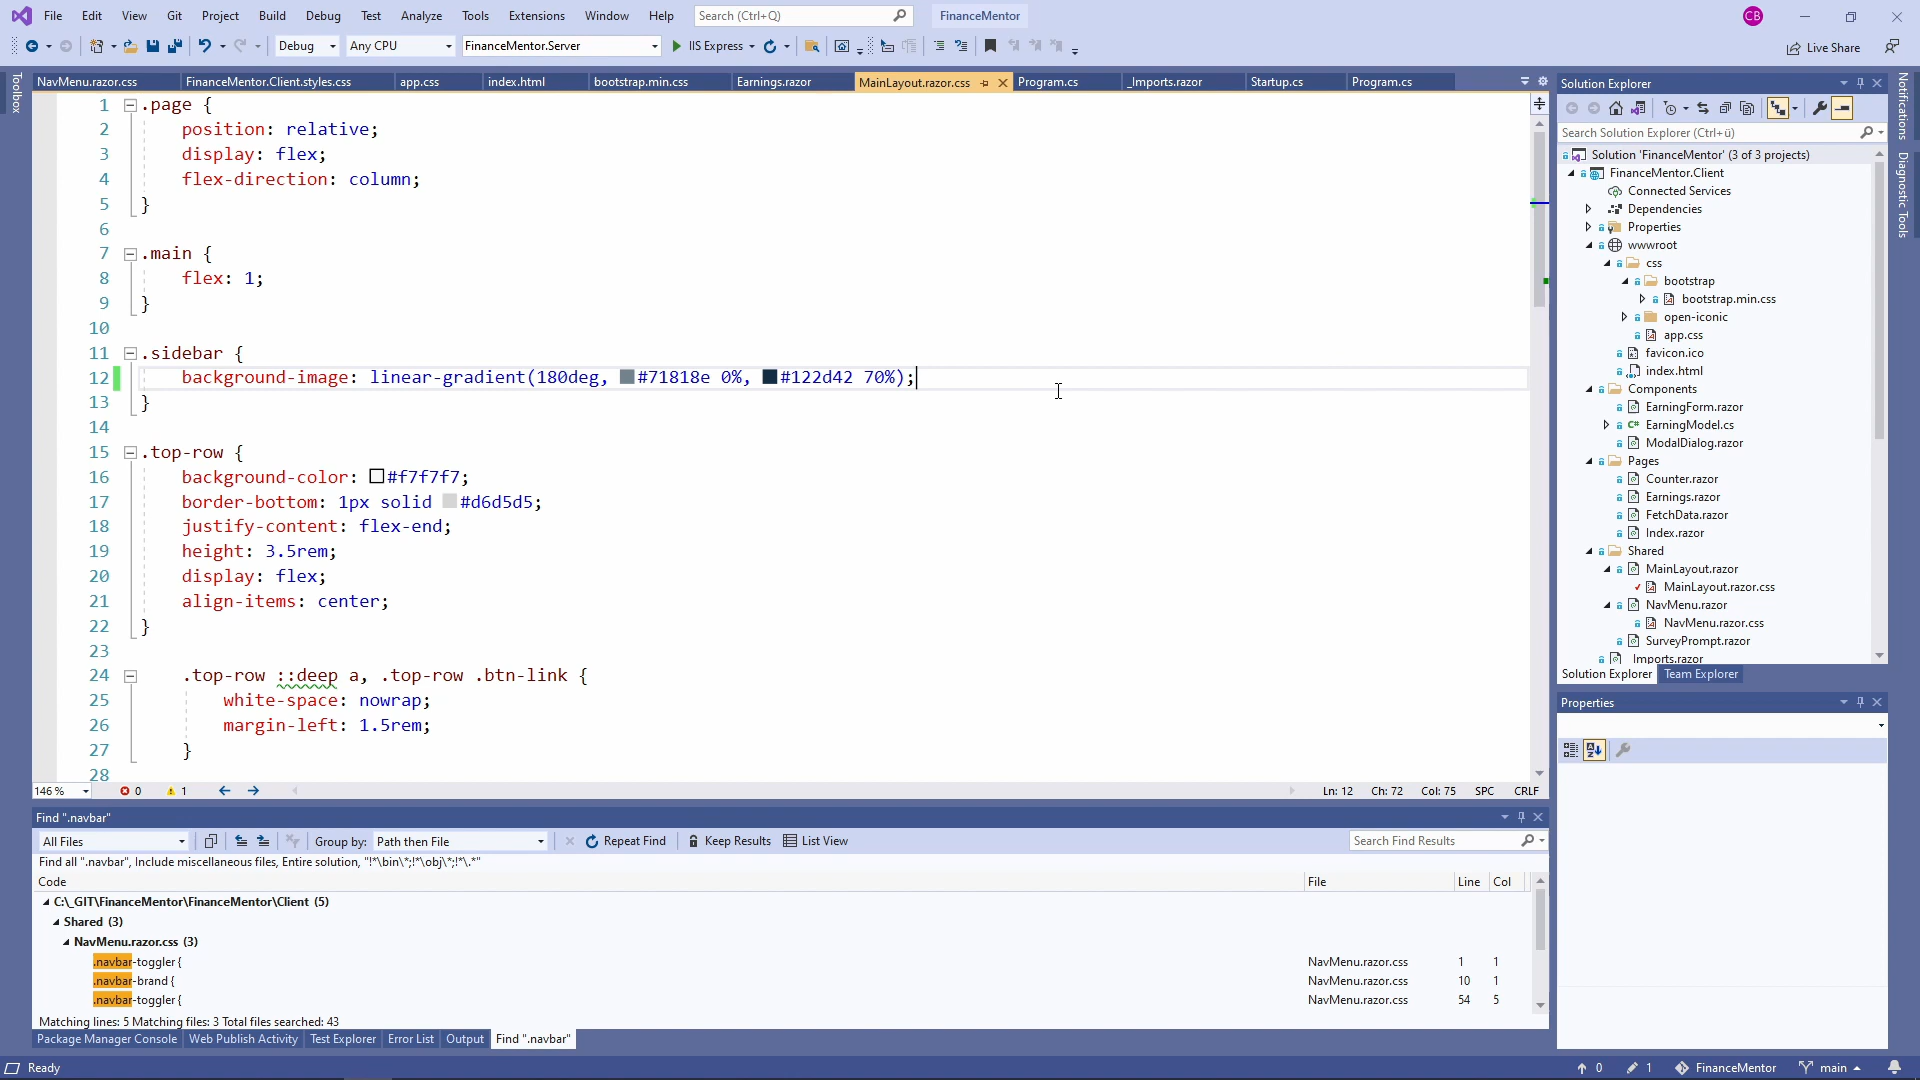 File Edit View Git Project Build Debug Test Analyze Tools Extensions Window Help Search (Ctrl+Q) FinanceMentor CB
Debug Any CPU FinanceMentor.Server IIS Express Live Share
Toolbox
NavMenu.razor.css FinanceMentor.Client.styles.css app.css index.html bootstrap.min.css Earnings.razor MainLayout.razor.css Program.cs _Imports.razor Startup.cs Program.cs
1 .page {
2 position: relative;
3 display: flex;
4 flex-direction: column;
5 }
6
7 .main {
8 flex: 1;
9 }
10
11 .sidebar {
12 background-image: linear-gradient(180deg, #71818e 0%, #122d42 70%);
13 }
14
15 .top-row {
16 background-color: #f7f7f7;
17 border-bottom: 1px solid #d6d5d5;
18 justify-content: flex-end;
19 height: 3.5rem;
20 display: flex;
21 align-items: center;
22 }
23
24 .top-row ::deep a, .top-row .btn-link {
25 white-space: nowrap;
26 margin-left: 1.5rem;
27 }
28
146 % 0 1 Ln: 12 Ch: 72 Col: 75 SPC CRLF
Find ".navbar"
All Files Group by: Path then File Repeat Find Keep Results List View Search Find Results
Find all ".navbar", Include miscellaneous files, Entire solution, "!*\bin\*;!*\obj\*;!*\.*"
Code File Line Col
C:\_GIT\FinanceMentor\FinanceMentor\Client (5)
Shared (3)
NavMenu.razor.css (3)
.navbar-toggler { NavMenu.razor.css 1 1
.navbar-brand { NavMenu.razor.css 10 1
.navbar-toggler { NavMenu.razor.css 54 5
Matching lines: 5 Matching files: 3 Total files searched: 43
Package Manager Console Web Publish Activity Test Explorer Error List Output Find ".navbar"
Solution Explorer
Search Solution Explorer (Ctrl+ü)
Solution 'FinanceMentor' (3 of 3 projects)
FinanceMentor.Client
Connected Services
Dependencies
Properties
wwwroot
css
bootstrap
bootstrap.min.css
open-iconic
app.css
favicon.ico
index.html
Components
EarningForm.razor
C# EarningModel.cs
ModalDialog.razor
Pages
Counter.razor
Earnings.razor
FetchData.razor
Index.razor
Shared
MainLayout.razor
MainLayout.razor.css
NavMenu.razor
NavMenu.razor.css
SurveyPrompt.razor
_Imports.razor
Solution Explorer Team Explorer
Properties
Notifications
Diagnostic Tools
Ready 0 1 FinanceMentor main